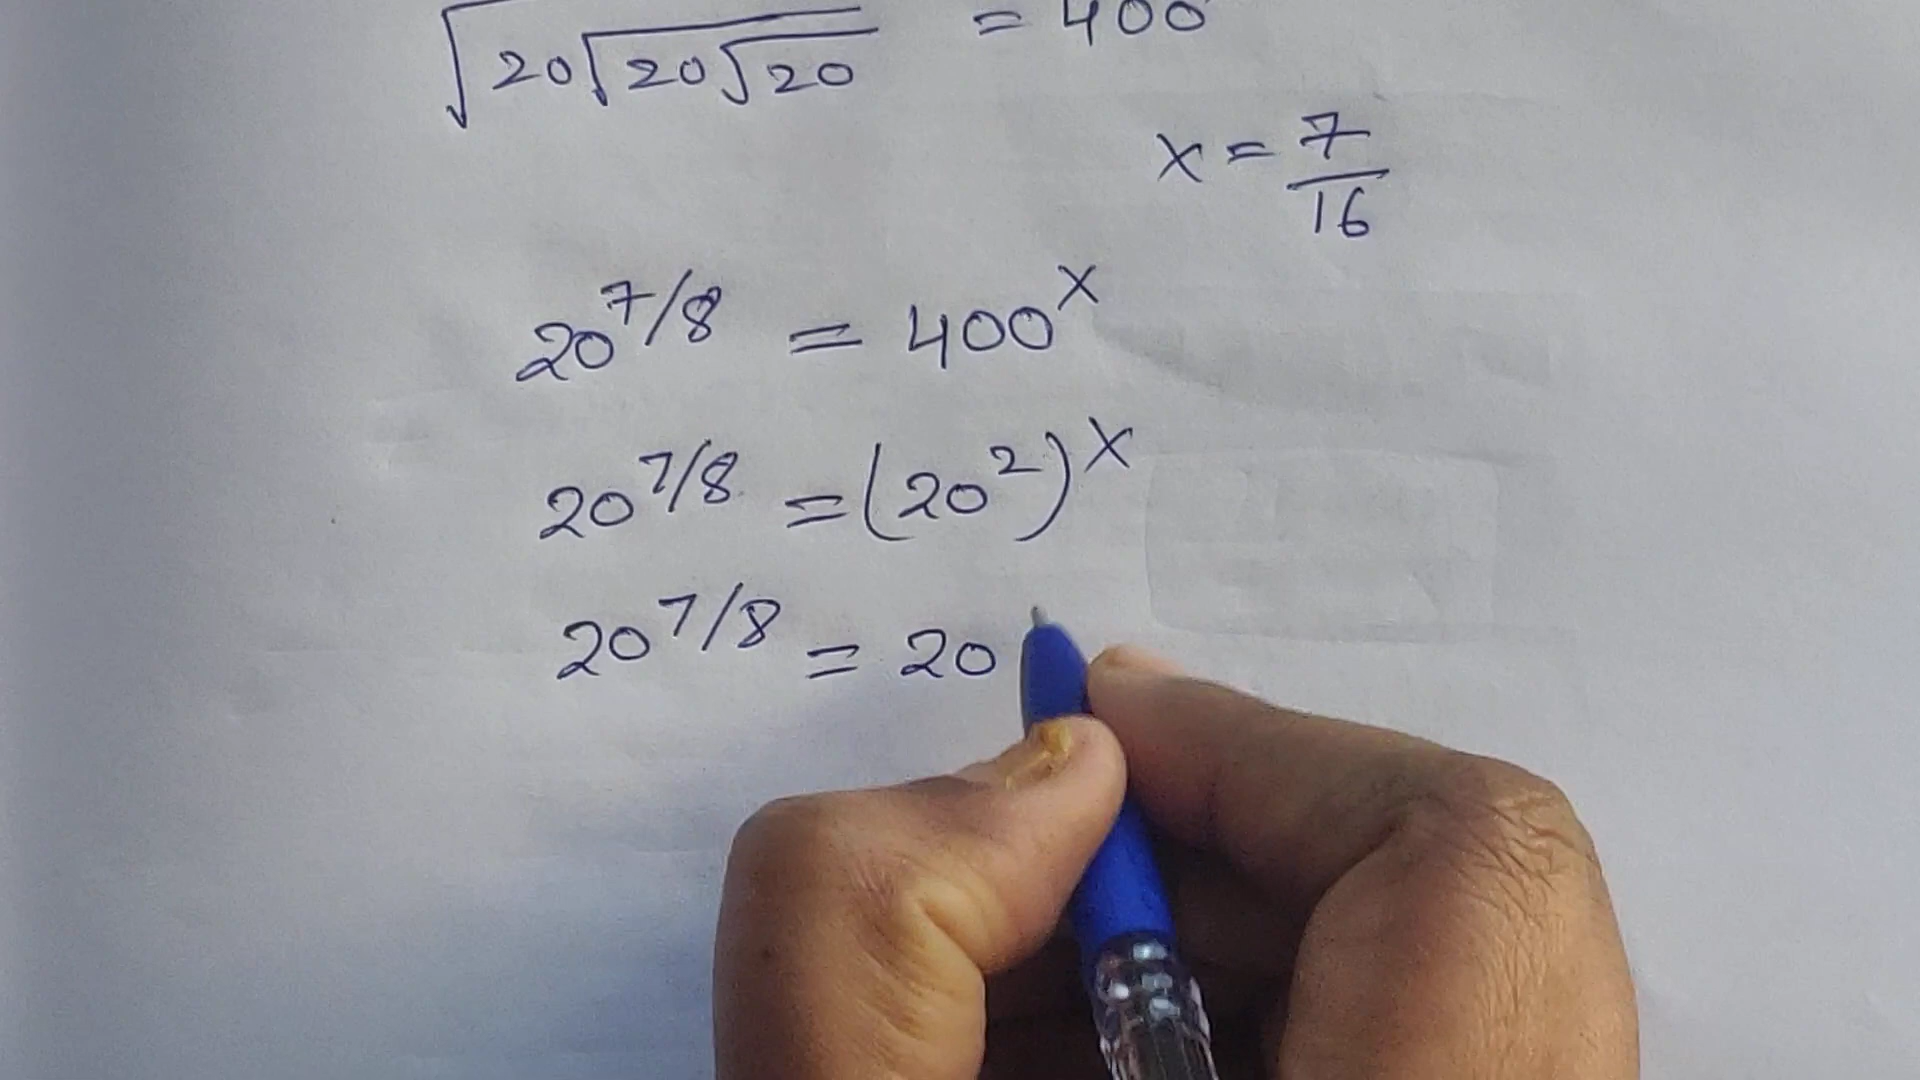 √20√20√20 = 400
x = 7/16
20^7/8 = 400^x
20^7/8 = (20^2)^x
20^7/8 = 20